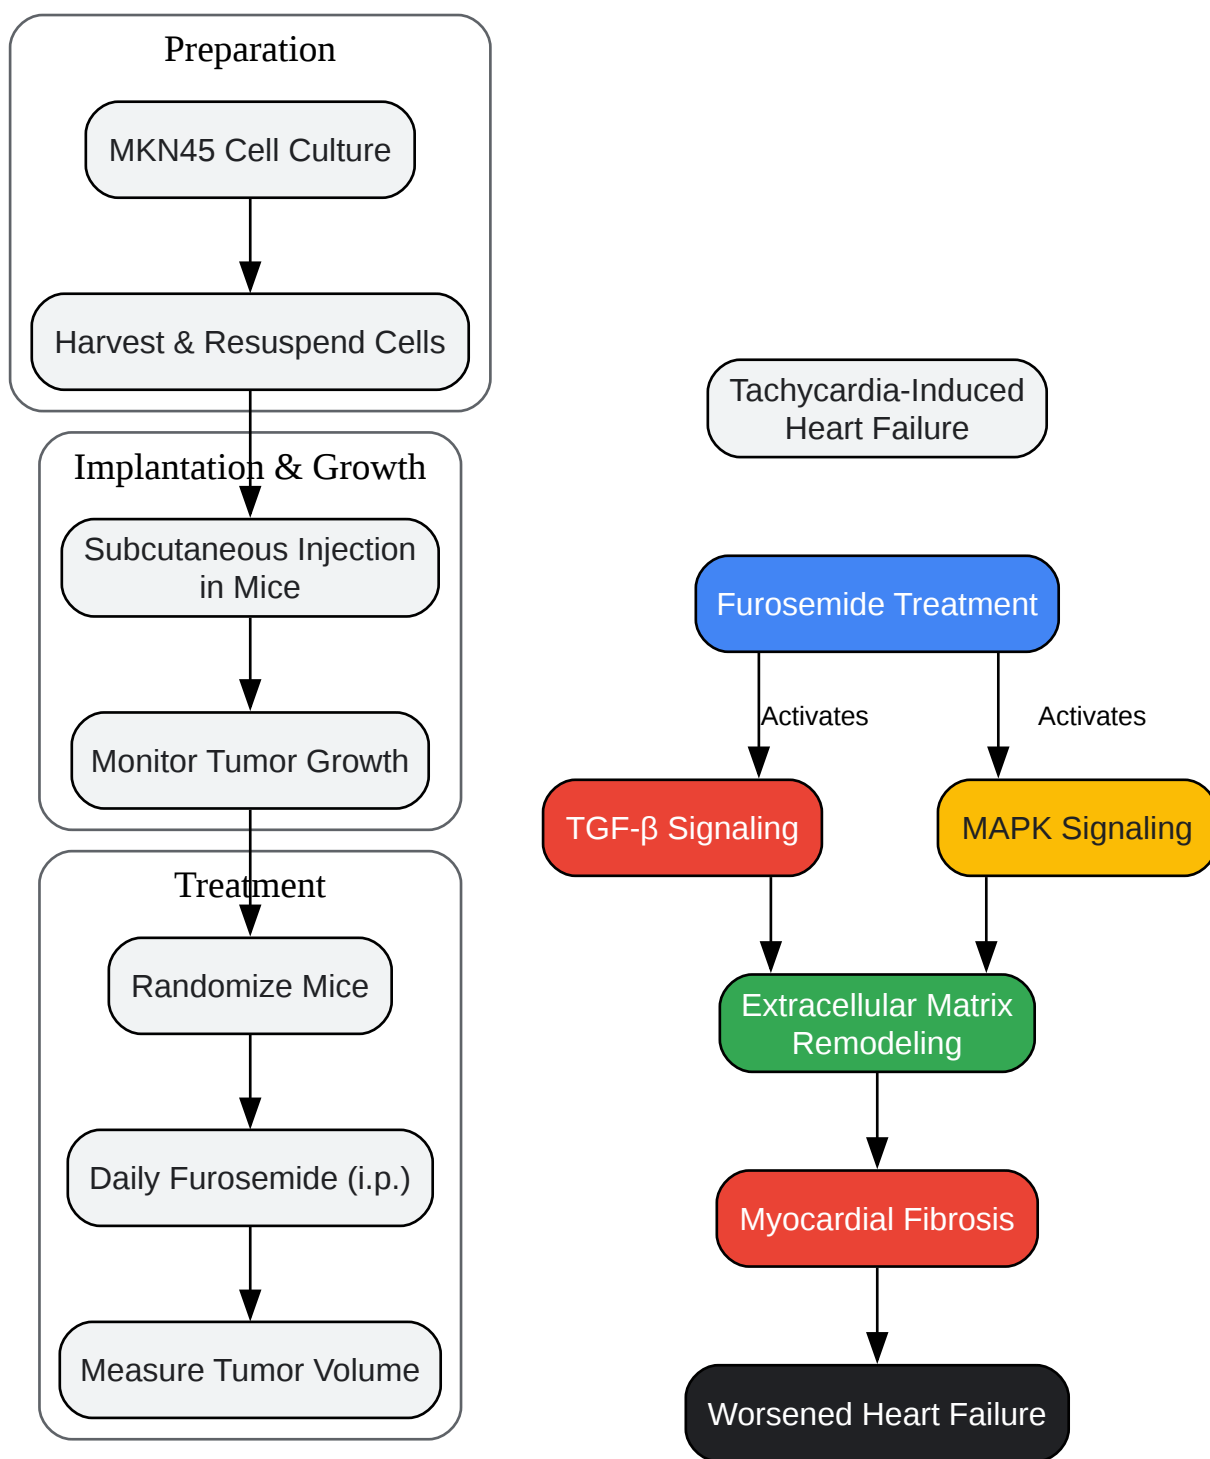 Preparation
MKN45 Cell Culture
Harvest & Resuspend Cells
Implantation & Growth
Subcutaneous Injection
in Mice
Monitor Tumor Growth
Treatment
Randomize Mice
Daily Furosemide (i.p.)
Measure Tumor Volume
Tachycardia-Induced
Heart Failure
Furosemide Treatment
Activates
Activates
TGF-β Signaling
MAPK Signaling
Extracellular Matrix
Remodeling
Myocardial Fibrosis
Worsened Heart Failure